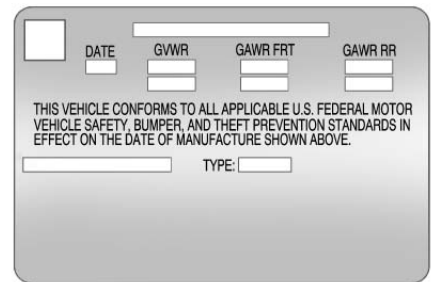 DATE GVWR GAWR FRT GAWR RR
THIS VEHICLE CONFORMS TO ALL APPLICABLE U.S. FEDERAL MOTOR
VEHICLE SAFETY, BUMPER, AND THEFT PREVENTION STANDARDS IN
EFFECT ON THE DATE OF MANUFACTURE SHOWN ABOVE.
TYPE: